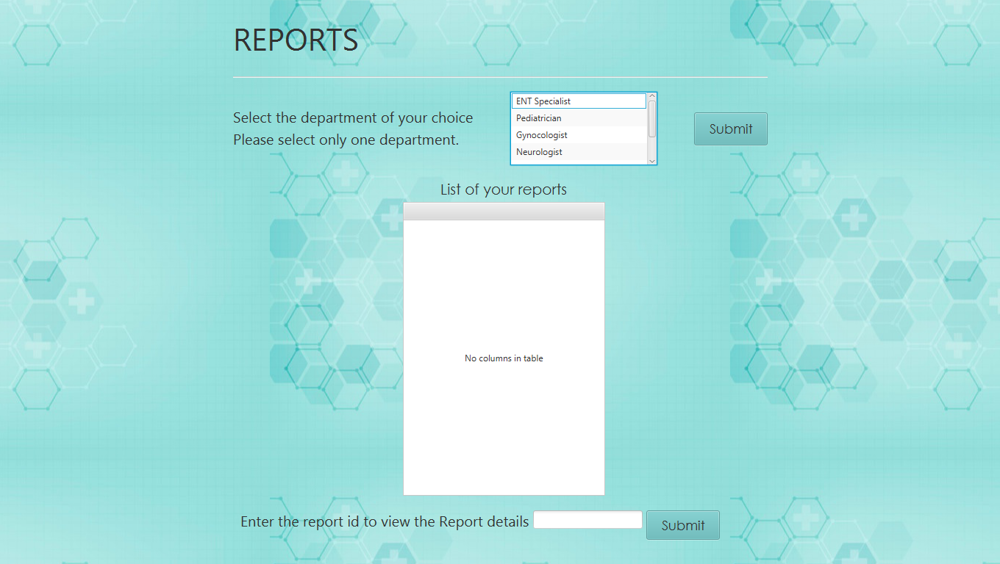 REPORTS
Select the department of your choice
Please select only one department.
ENT Specialist
Pediatrician
Gynocologist
Neurologist
Submit
List of your reports
No columns in table
Enter the report id to view the Report details
Submit